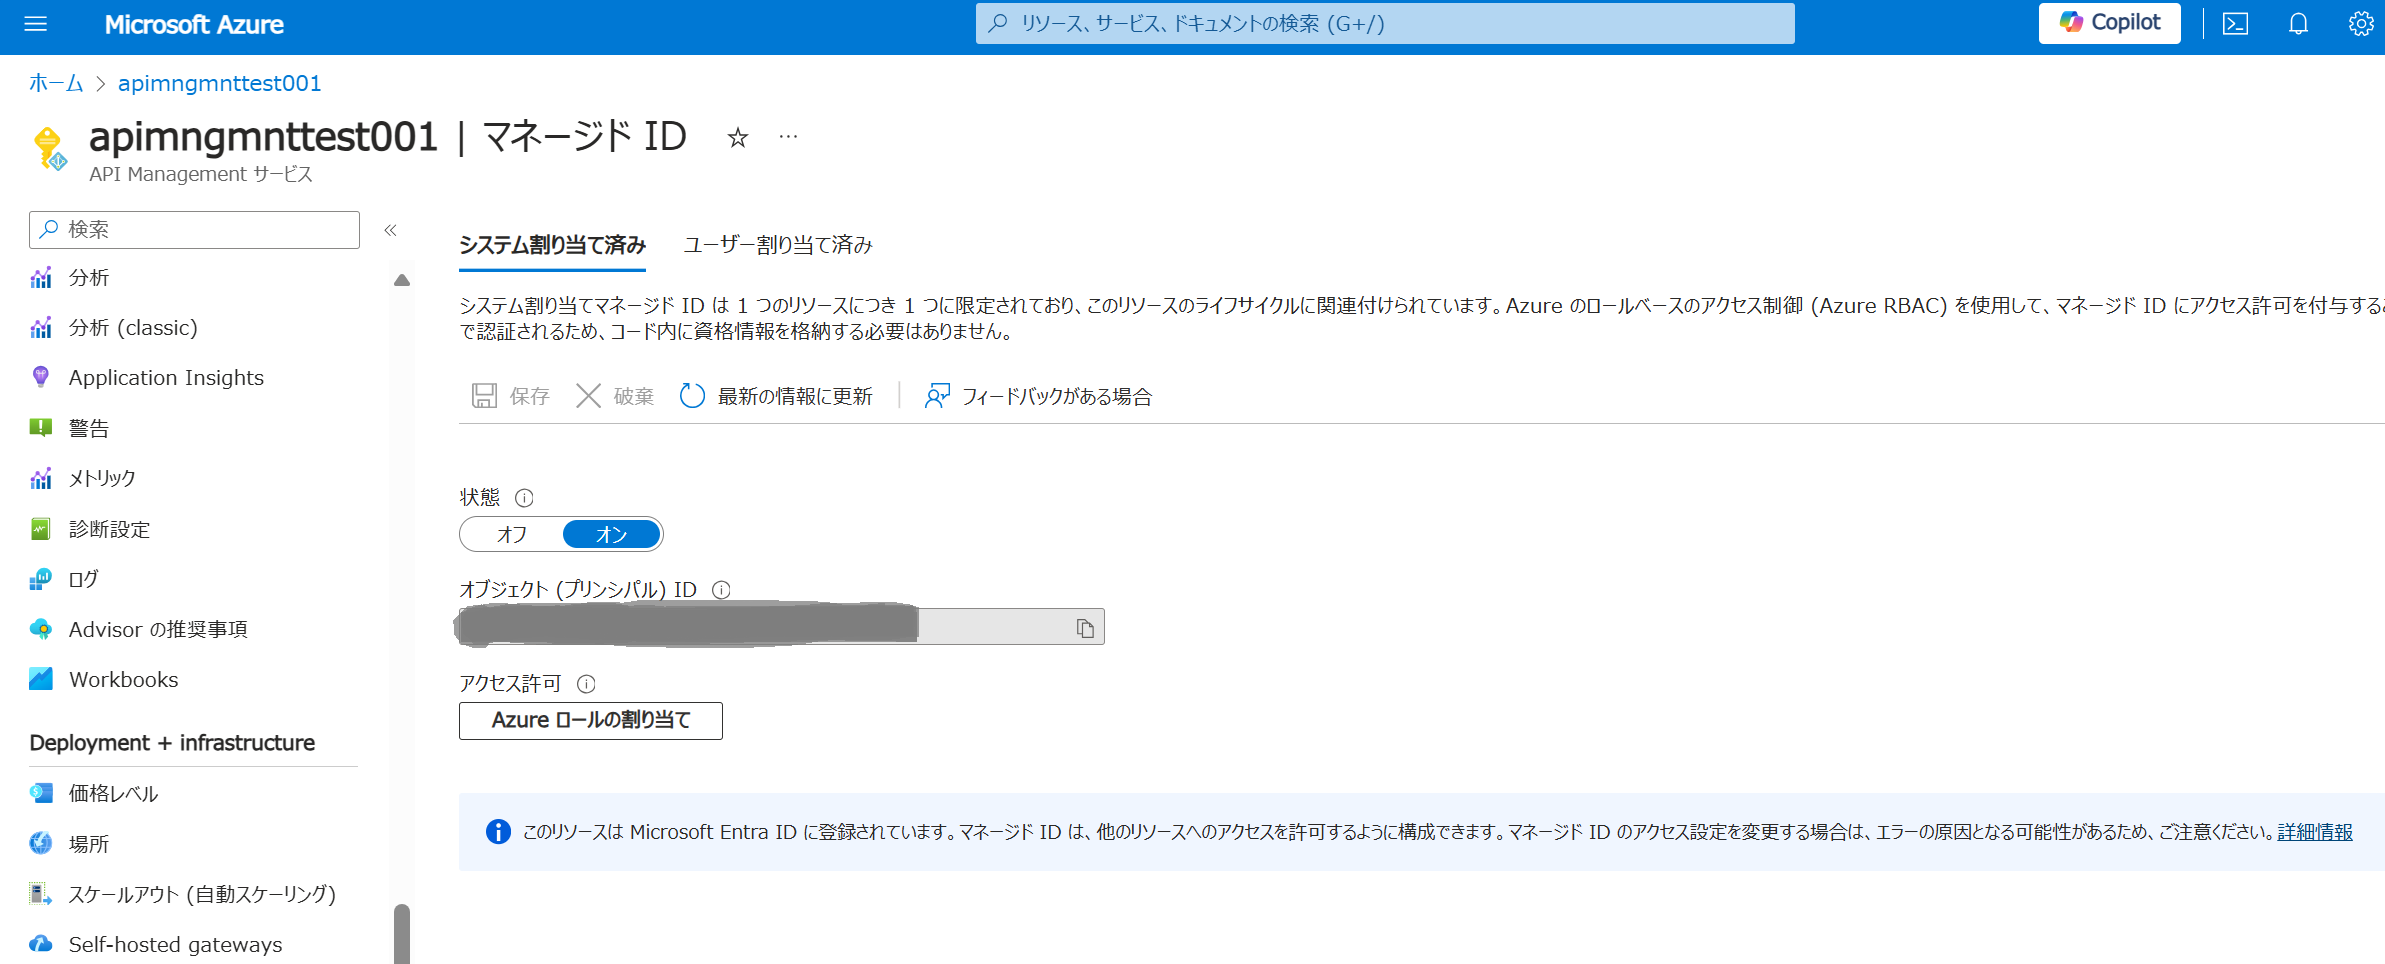 Microsoft Azure
リソース、サービス、ドキュメントの検索 (G+/)
Copilot
ホーム > apimngmnttest001
apimngmnttest001 | マネージド ID
API Management サービス
検索
分析
分析 (classic)
Application Insights
警告
メトリック
診断設定
ログ
Advisor の推奨事項
Workbooks
Deployment + infrastructure
価格レベル
場所
スケールアウト (自動スケーリング)
Self-hosted gateways
システム割り当て済み
ユーザー割り当て済み
システム割り当てマネージド ID は 1 つのリソースにつき 1 つに限定されており、このリソースのライフサイクルに関連付けられています。Azure のロールベースのアクセス制御 (Azure RBAC) を使用して、マネージド ID にアクセス許可を付与する
で認証されるため、コード内に資格情報を格納する必要はありません。
保存
破棄
最新の情報に更新
フィードバックがある場合
状態
オフ
オン
オブジェクト (プリンシパル) ID
アクセス許可
Azure ロールの割り当て
このリソースは Microsoft Entra ID に登録されています。マネージド ID は、他のリソースへのアクセスを許可するように構成できます。マネージド ID のアクセス設定を変更する場合は、エラーの原因となる可能性があるため、ご注意ください。詳細情報